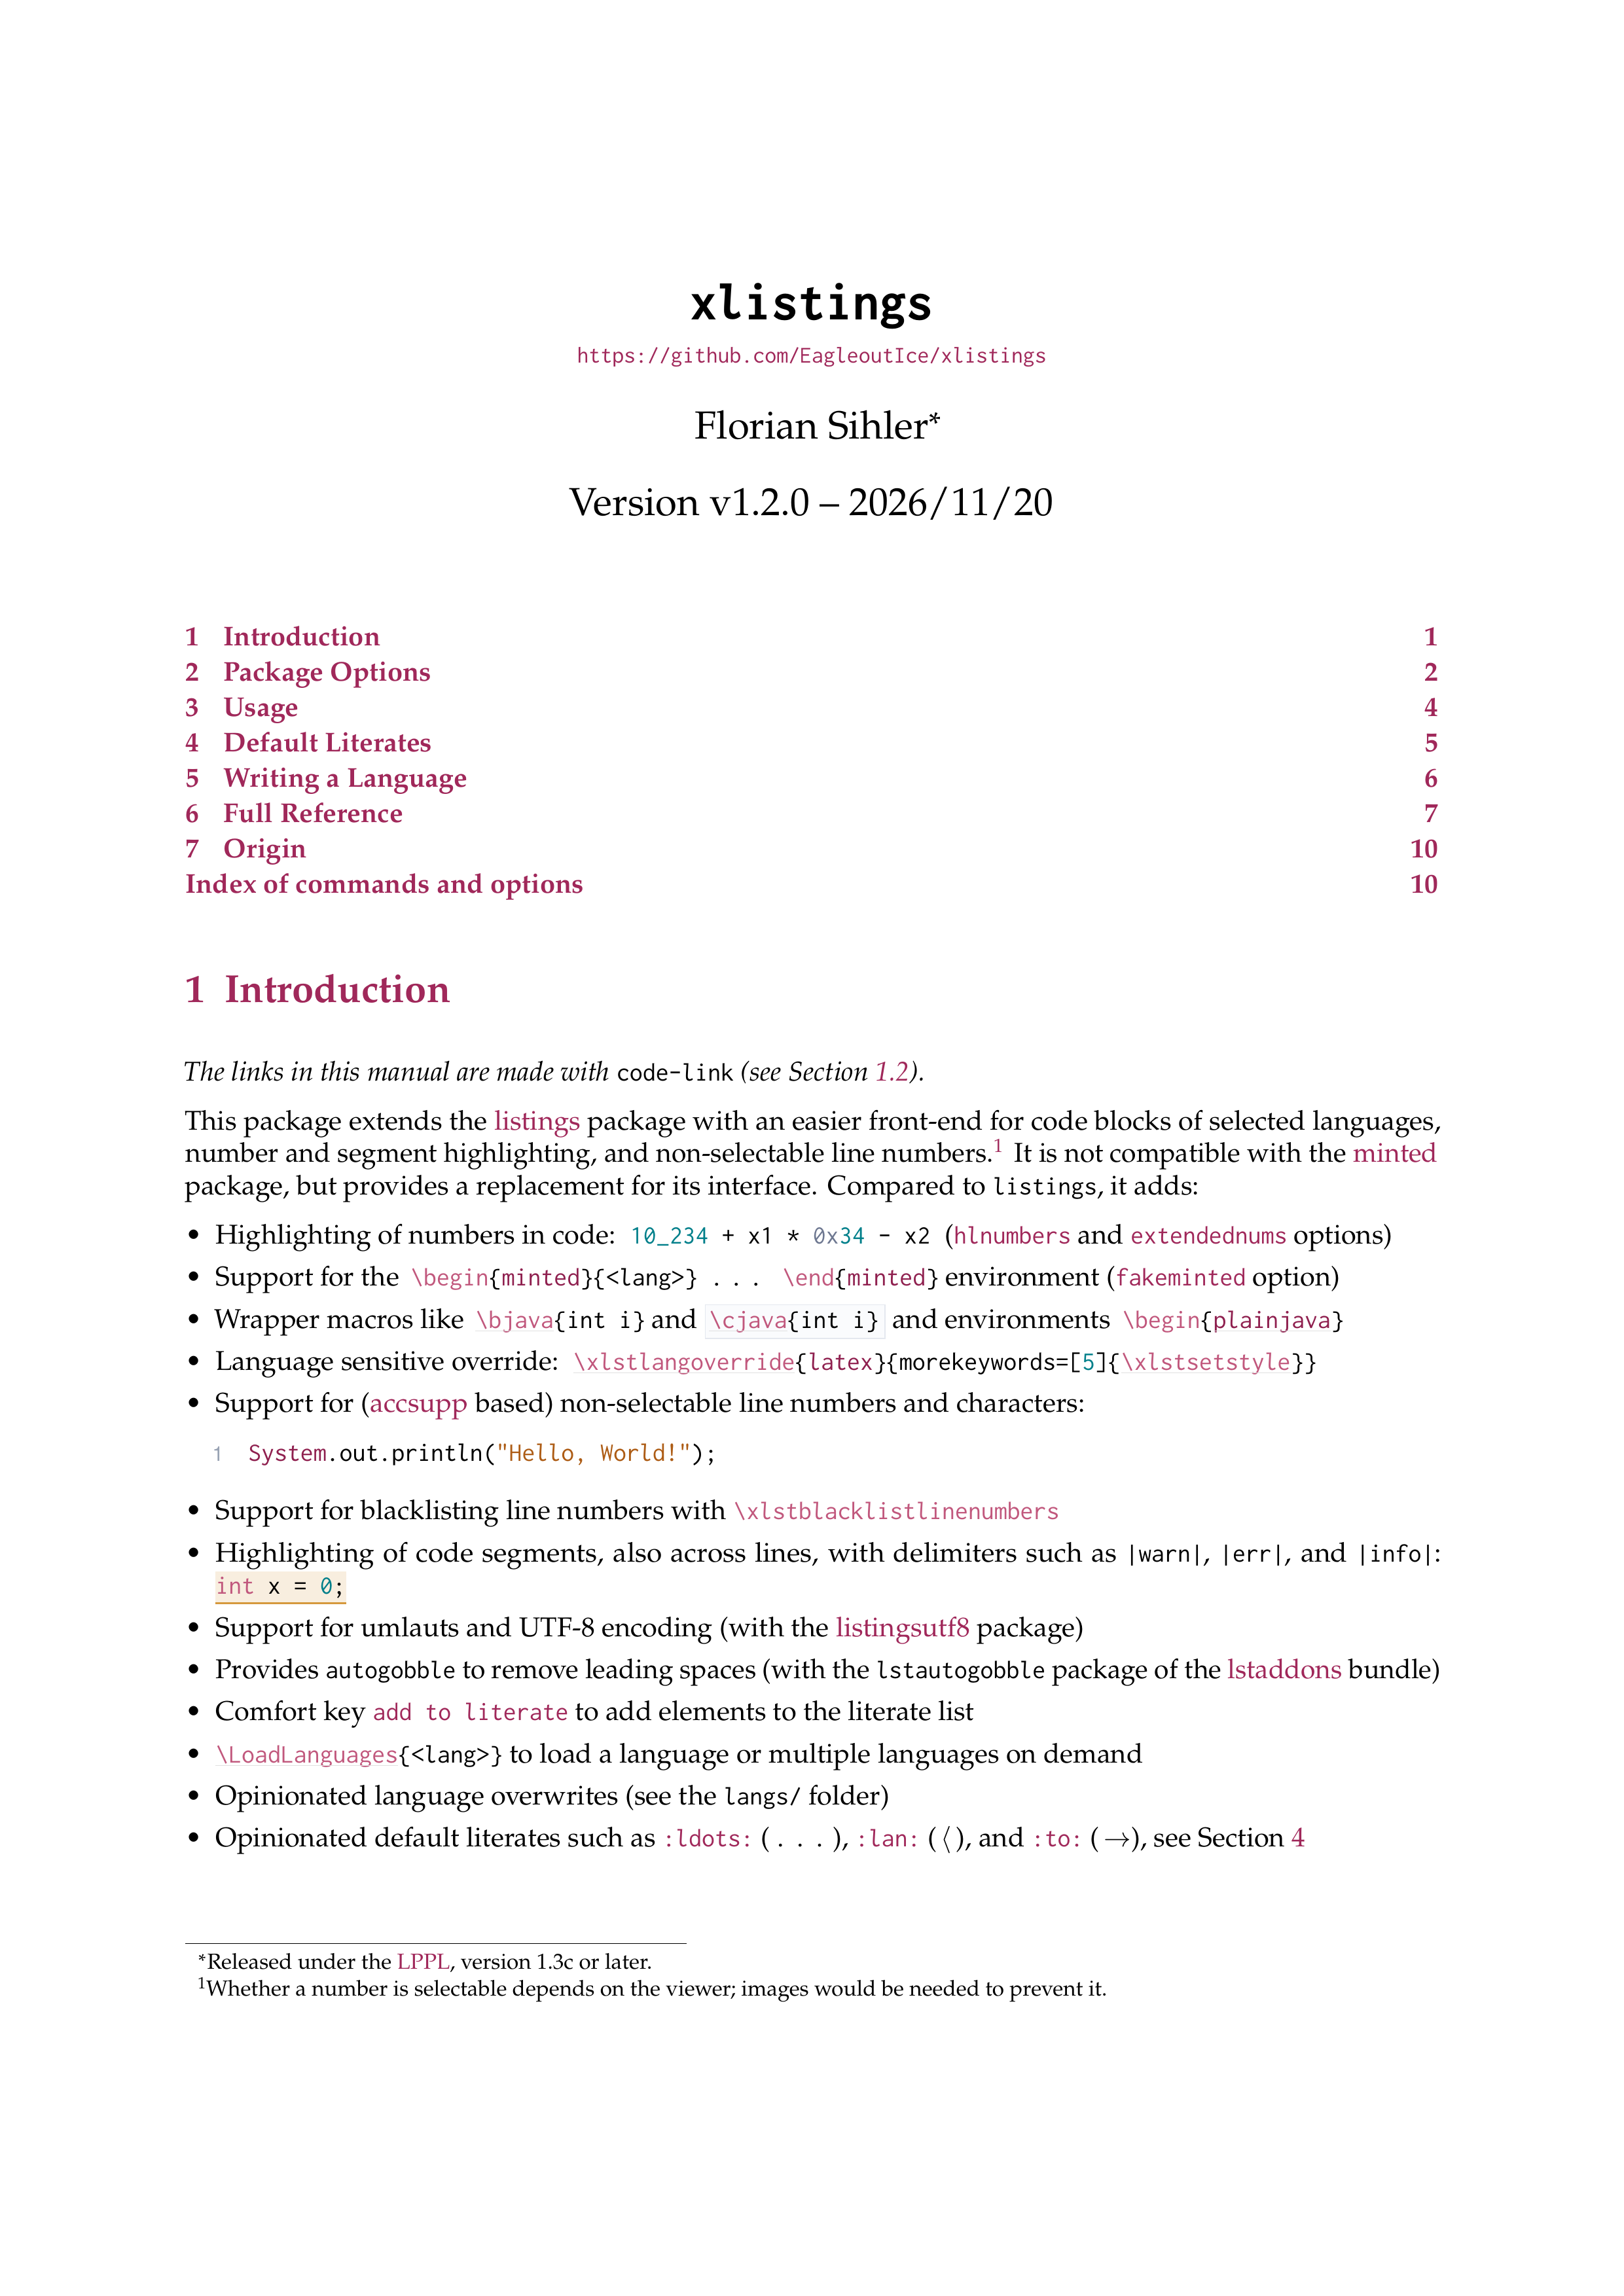 xlistings
https://github.com/EagleoutIce/xlistings
Florian Sihler*
Version v1.2.0 – 2026/11/20
1 Introduction 1
2 Package Options 2
3 Usage 4
4 Default Literates 5
5 Writing a Language 6
6 Full Reference 7
7 Origin 10
Index of commands and options 10
1 Introduction
The links in this manual are made with code-link (see Section 1.2).
This package extends the listings package with an easier front-end for code blocks of selected languages,
number and segment highlighting, and non-selectable line numbers.1 It is not compatible with the minted
package, but provides a replacement for its interface. Compared to listings, it adds:
• Highlighting of numbers in code: 10_234 + x1 * 0x34 - x2 (hlnumbers and extendednums options)
• Support for the \begin{minted}{<lang>} ... \end{minted} environment (fakeminted option)
• Wrapper macros like \bjava{int i} and \cjava{int i} and environments \begin{plainjava}
• Language sensitive override: \xlstlangoverride{latex}{morekeywords=[5]{\xlstsetstyle}}
• Support for (accsupp based) non-selectable line numbers and characters:
1 System.out.println("Hello, World!");
• Support for blacklisting line numbers with \xlstblacklistlinenumbers
• Highlighting of code segments, also across lines, with delimiters such as |warn|, |err|, and |info|:
int x = 0;
• Support for umlauts and UTF-8 encoding (with the listingsutf8 package)
• Provides autogobble to remove leading spaces (with the lstautogobble package of the lstaddons bundle)
• Comfort key add to literate to add elements to the literate list
• \LoadLanguages{<lang>} to load a language or multiple languages on demand
• Opinionated language overwrites (see the langs/ folder)
• Opinionated default literates such as :ldots: (...), :lan: (⟨), and :to: (→), see Section 4
*Released under the LPPL, version 1.3c or later.
1Whether a number is selectable depends on the viewer; images would be needed to prevent it.